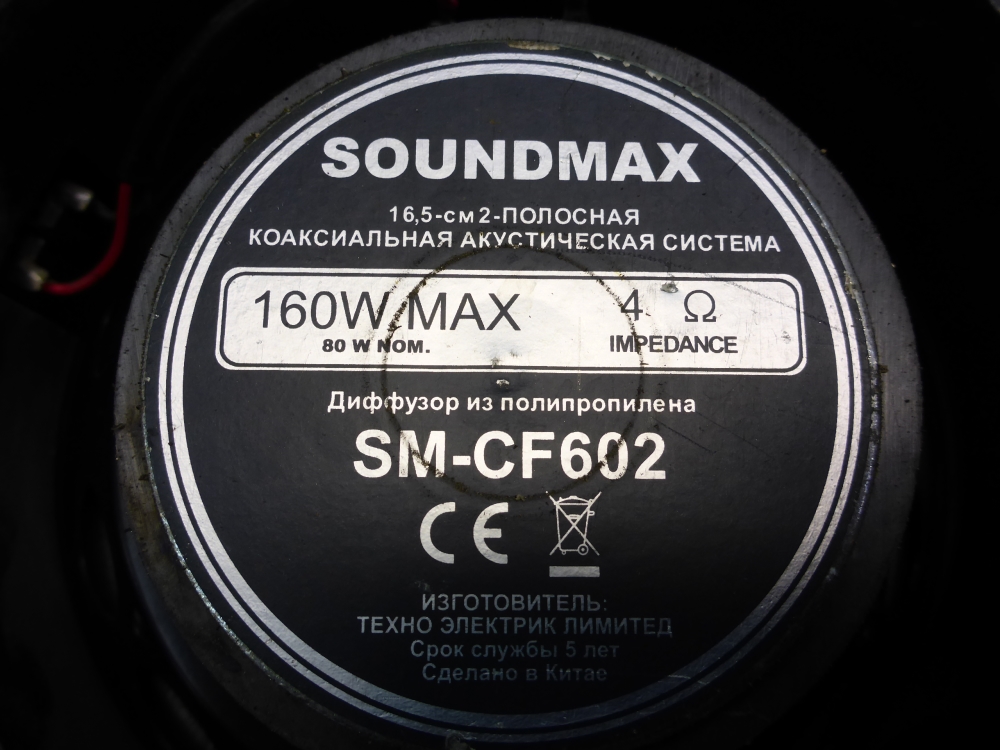 SOUNDMAX
16,5-см 2-ПОЛОСНАЯ
КОАКСИАЛЬНАЯ АКУСТИЧЕСКАЯ СИСТЕМА
160W MAX 4 Ω
80 W NOM. IMPEDANCE
Диффузор из полипропилена
SM-CF602
CE
ИЗГОТОВИТЕЛЬ:
ТЕХНО ЭЛЕКТРИК ЛИМИТЕД
Срок службы 5 лет
Сделано в Китае